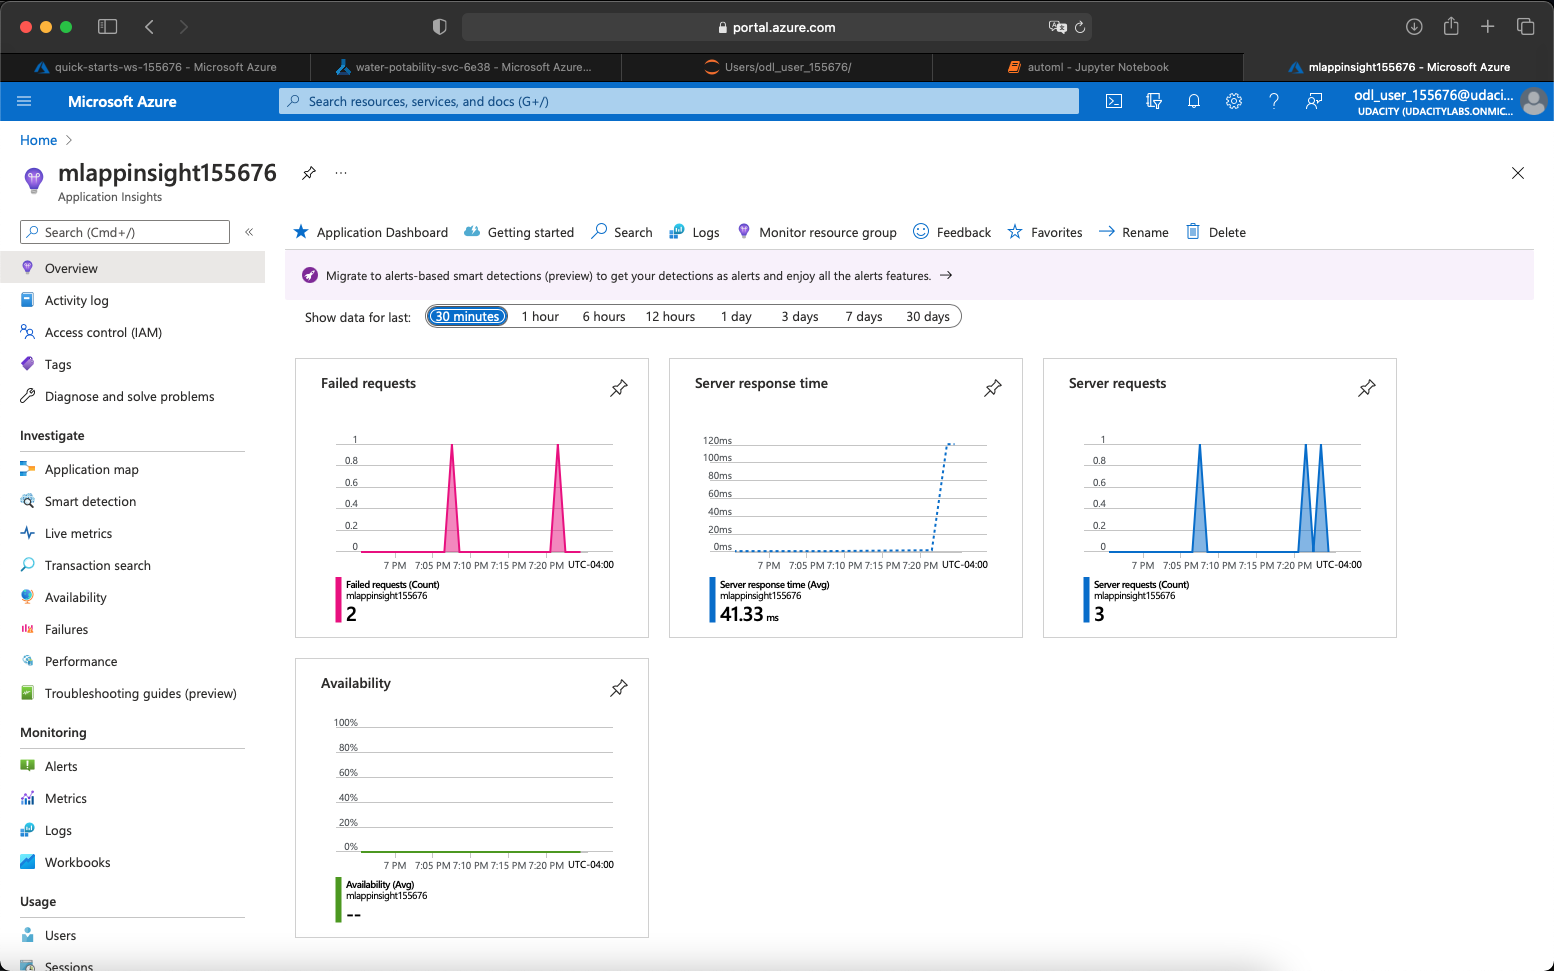 portal.azure.com
quick-starts-ws-155676 - Microsoft Azure
water-potability-svc-6e38 - Microsoft Azure...
Users/odl_user_155676/
automl - Jupyter Notebook
mlappinsight155676 - Microsoft Azure
Microsoft Azure
Search resources, services, and docs (G+/)
odl_user_155676@udaci...
UDACITY (UDACITYLABS.ONMIC...
Home
mlappinsight155676
...
Application Insights
Search (Cmd+/)
«
Overview
Activity log
Access control (IAM)
Tags
Diagnose and solve problems
Investigate
Application map
Smart detection
Live metrics
Transaction search
Availability
Failures
Performance
Troubleshooting guides (preview)
Monitoring
Alerts
Metrics
Logs
Workbooks
Usage
Users
Sessions
Application Dashboard
Getting started
Search
Logs
Monitor resource group
Feedback
Favorites
Rename
Delete
Migrate to alerts-based smart detections (preview) to get your detections as alerts and enjoy all the alerts features. →
Show data for last:
30 minutes
1 hour
6 hours
12 hours
1 day
3 days
7 days
30 days
Failed requests
1
0.8
0.6
0.4
0.2
0
7 PM 7:05 PM 7:10 PM 7:15 PM 7:20 PM UTC-04:00
Failed requests (Count)
mlappinsight155676
2
Server response time
120ms
100ms
80ms
60ms
40ms
20ms
0ms
7 PM 7:05 PM 7:10 PM 7:15 PM 7:20 PM UTC-04:00
Server response time (Avg)
mlappinsight155676
41.33 ms
Server requests
1
0.8
0.6
0.4
0.2
0
7 PM 7:05 PM 7:10 PM 7:15 PM 7:20 PM UTC-04:00
Server requests (Count)
mlappinsight155676
3
Availability
100%
80%
60%
40%
20%
0%
7 PM 7:05 PM 7:10 PM 7:15 PM 7:20 PM UTC-04:00
Availability (Avg)
mlappinsight155676
--